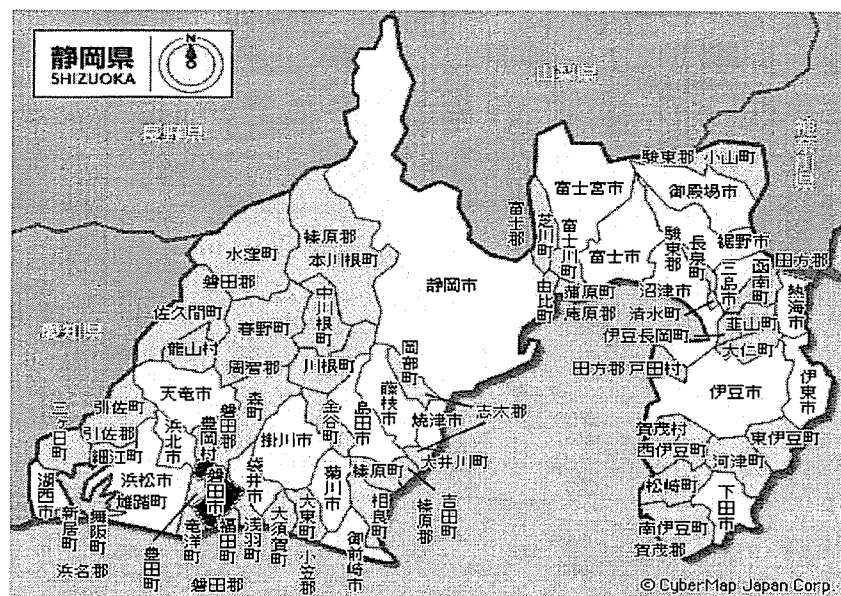 静岡県
SHIZUOKA
N
山梨県
長野県
神奈川県
愛知県
駿東郡 小山町
富士宮市
御殿場市
富士郡
芝川町
富士川町
富士市
駿東郡
長泉町
裾野市
田方郡
三島市
函南町
熱海市
由比町
蒲原町
庵原郡
沼津市
清水町
韮山町
伊豆長岡町
大仁町
田方郡 戸田村
伊豆市
伊東市
賀茂村
西伊豆町
東伊豆町
河津町
松崎町
下田市
南伊豆町
賀茂郡
水窪町
榛原郡
本川根町
静岡市
磐田郡
佐久間町
中川根町
春野町
龍山村
周智郡
川根町
岡部町
天竜市
藤枝市
志太郡
三ヶ日町
引佐町
引佐郡
細江町
浜北市
豊岡村
磐田郡
森町
掛川市
金谷町
島田市
焼津市
大井川町
湖西市
新居町
舞阪町
浜松市
雄踏町
磐田市
袋井市
菊川市
榛原町
吉田町
榛原郡
相良町
浜名郡
豊田町
竜洋町
福田町
浅羽町
大須賀町
大東町
小笠郡
御前崎市
磐田郡
© CyberMap Japan Corp.